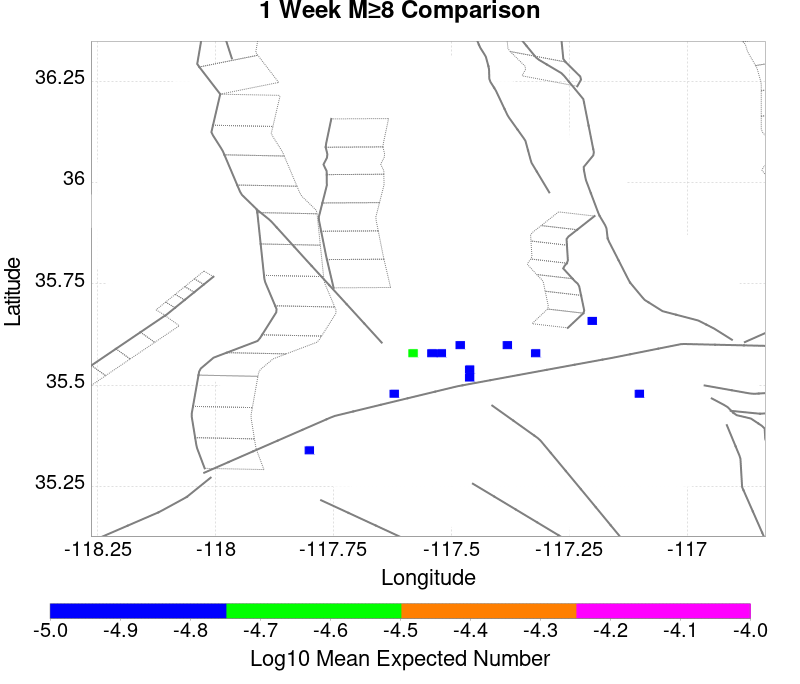 1 Week M≥8 Comparison
36.25
36
35.75
35.5
35.25
Latitude
-118.25 -118 -117.75 -117.5 -117.25 -117
Longitude
-5.0 -4.9 -4.8 -4.7 -4.6 -4.5 -4.4 -4.3 -4.2 -4.1 -4.0
Log10 Mean Expected Number